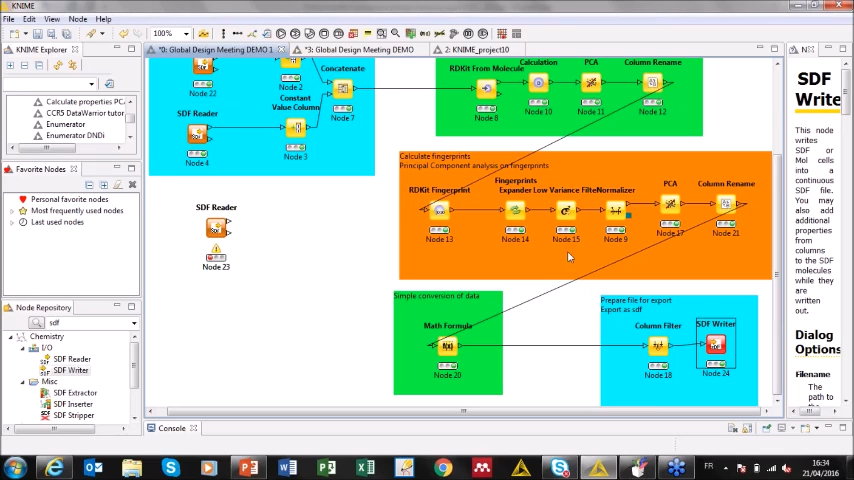 KNIME
File Edit View Node Help
100%
KNIME Explorer
*0: Global Design Meeting DEMO 1
*3: Global Design Meeting DEMO
2: KNIME_project10
Calculate properties PCA
CCR5 DataWarrior tutor
Enumerator
Enumerator DNDi
Favorite Nodes
Personal favorite nodes
Most frequently used nodes
Last used nodes
Node Repository
sdf
Chemistry
I/O
SDF Reader
SDF Writer
Misc
SDF Extractor
SDF Inserter
SDF Stripper
Node 22
Node 2
Concatenate
Node 7
Constant
Value Column
Node 3
SDF Reader
Node 4
RDKit From Molecule
Node 8
Calculation
Node 10
PCA
Node 11
Column Rename
Node 12
Calculate fingerprints
Principal Component analysis on fingerprints
RDKit Fingerprint
Node 13
Fingerprints
Expander
Node 14
Low Variance Filte
Node 15
Normalizer
Node 9
PCA
Node 17
Column Rename
Node 21
SDF Reader
Node 23
Simple conversion of data
Math Formula
Node 20
Prepare file for export
Export as sdf
Column Filter
Node 18
SDF Writer
Node 24
Console
N
SDF
Write
This node
writes
SDF or
Mol cells
into a
continuous
SDF file.
You may
also add
additional
properties
from
columns
to the SDF
molecules
while they
are
written
out.
Dialog
Options
Filename
The path
to the
FR
16:34
21/04/2016